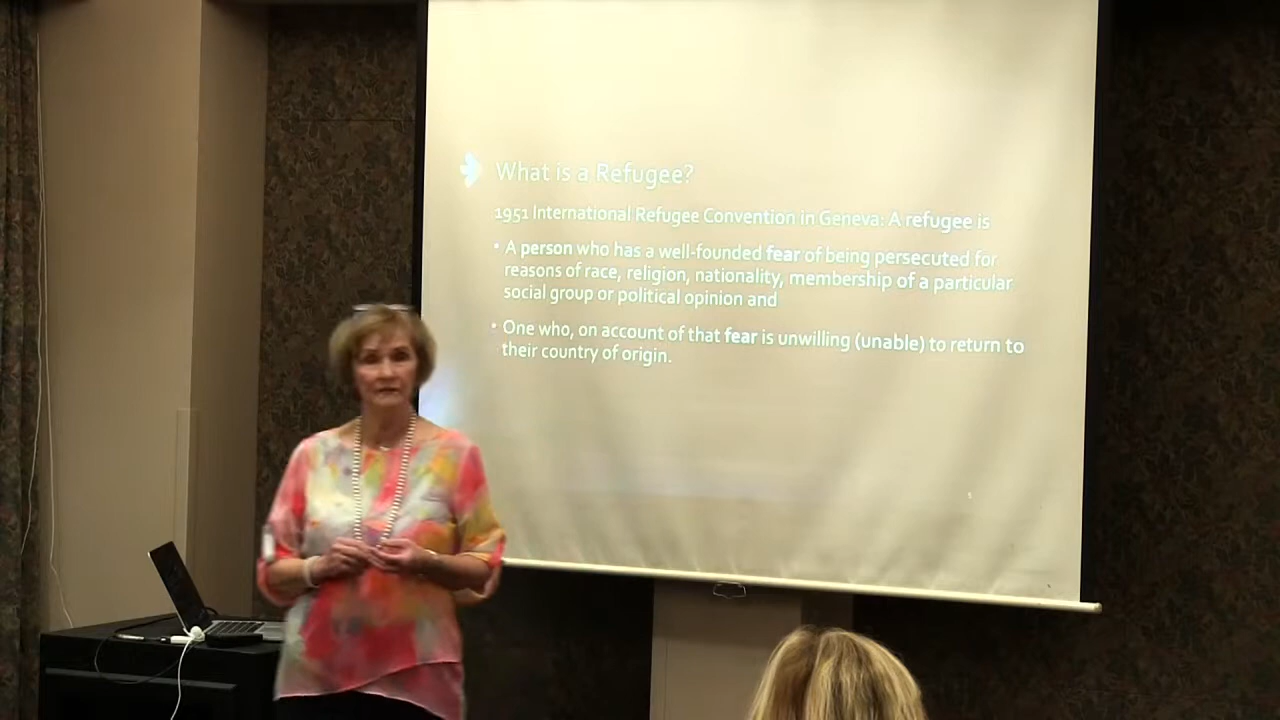 What is a Refugee?
1951 International Refugee Convention in Geneva: A refugee is
• A person who has a well-founded fear of being persecuted for
reasons of race, religion, nationality, membership of a particular
social group or political opinion and
• One who, on account of that fear is unwilling (unable) to return to
their country of origin.